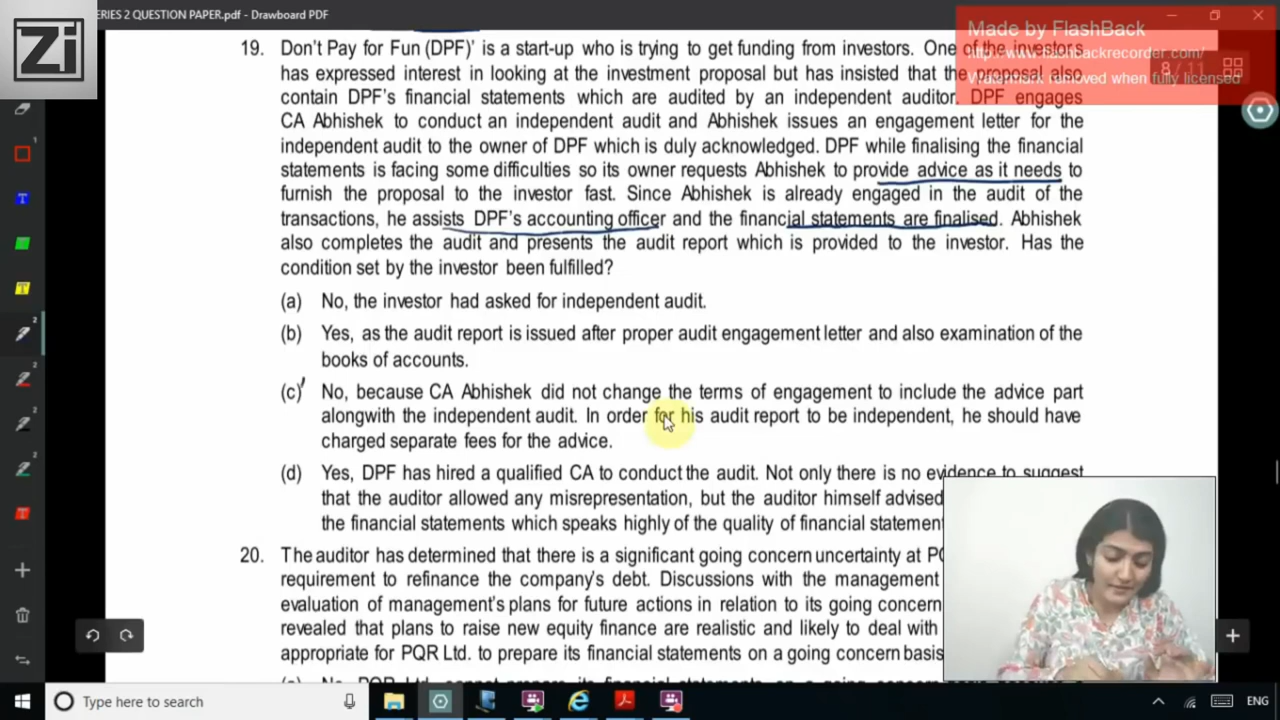 ERIES 2 QUESTION PAPER.pdf - Drawboard PDF
Zi
Made by FlashBack
http://www.flashbackrecorder.com/
Watermark removed when fully licensed
8 / 11
19. Don't Pay for Fun (DPF)' is a start-up who is trying to get funding from investors. One of the investors
has expressed interest in looking at the investment proposal but has insisted that the proposal also
contain DPF's financial statements which are audited by an independent auditor. DPF engages
CA Abhishek to conduct an independent audit and Abhishek issues an engagement letter for the
independent audit to the owner of DPF which is duly acknowledged. DPF while finalising the financial
statements is facing some difficulties so its owner requests Abhishek to provide advice as it needs to
furnish the proposal to the investor fast. Since Abhishek is already engaged in the audit of the
transactions, he assists DPF's accounting officer and the financial statements are finalised. Abhishek
also completes the audit and presents the audit report which is provided to the investor. Has the
condition set by the investor been fulfilled?
(a) No, the investor had asked for independent audit.
(b) Yes, as the audit report is issued after proper audit engagement letter and also examination of the
books of accounts.
(c) No, because CA Abhishek did not change the terms of engagement to include the advice part
alongwith the independent audit. In order for his audit report to be independent, he should have
charged separate fees for the advice.
(d) Yes, DPF has hired a qualified CA to conduct the audit. Not only there is no evidence to suggest
that the auditor allowed any misrepresentation, but the auditor himself advised
the financial statements which speaks highly of the quality of financial statemen
20. The auditor has determined that there is a significant going concern uncertainty at PQ
requirement to refinance the company's debt. Discussions with the management
evaluation of management's plans for future actions in relation to its going concern
revealed that plans to raise new equity finance are realistic and likely to deal with
appropriate for PQR Ltd. to prepare its financial statements on a going concern basis
Type here to search
ENG